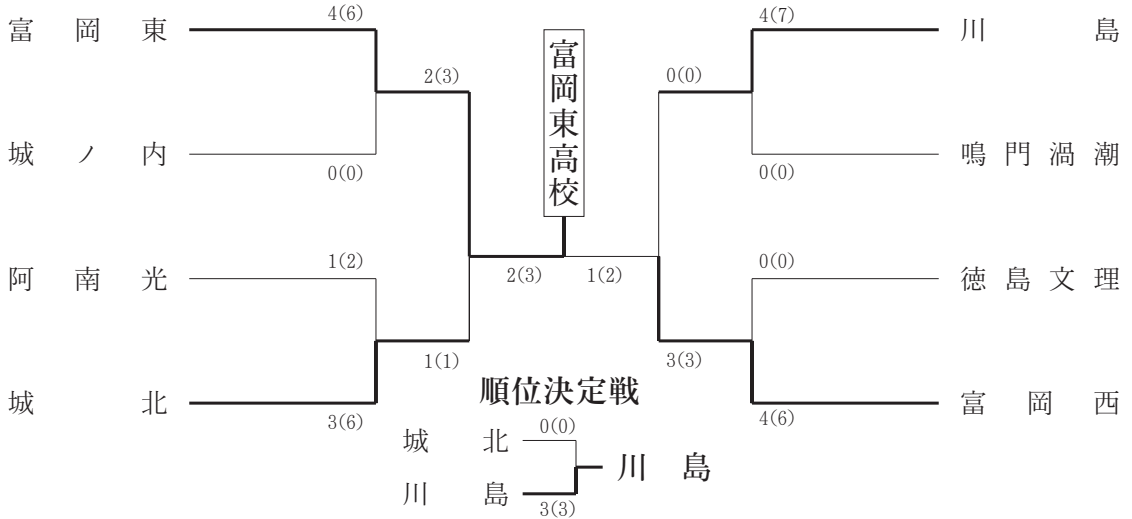 富岡東
4(6)
城ノ内
0(0)
2(3)
阿南光
1(2)
城北
3(6)
1(1)
富岡東高校
2(3)
1(2)
川島
4(7)
鳴門渦潮
0(0)
0(0)
徳島文理
0(0)
富岡西
4(6)
3(3)
順位決定戦
城北
0(0)
川島
3(3)
川島